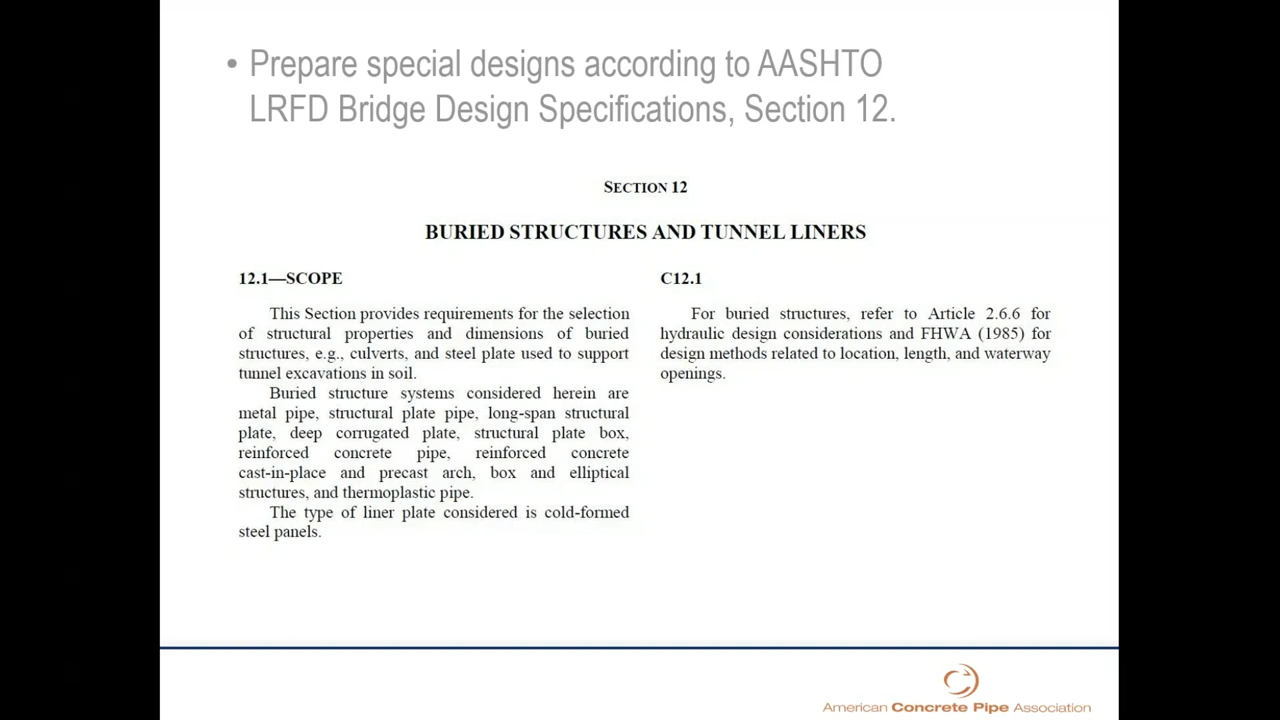 • Prepare special designs according to AASHTO
LRFD Bridge Design Specifications, Section 12.
SECTION 12
BURIED STRUCTURES AND TUNNEL LINERS
12.1—SCOPE
This Section provides requirements for the selection
of structural properties and dimensions of buried
structures, e.g., culverts, and steel plate used to support
tunnel excavations in soil.
Buried structure systems considered herein are
metal pipe, structural plate pipe, long-span structural
plate, deep corrugated plate, structural plate box,
reinforced concrete pipe, reinforced concrete
cast-in-place and precast arch, box and elliptical
structures, and thermoplastic pipe.
The type of liner plate considered is cold-formed
steel panels.
C12.1
For buried structures, refer to Article 2.6.6 for
hydraulic design considerations and FHWA (1985) for
design methods related to location, length, and waterway
openings.
American Concrete Pipe Association